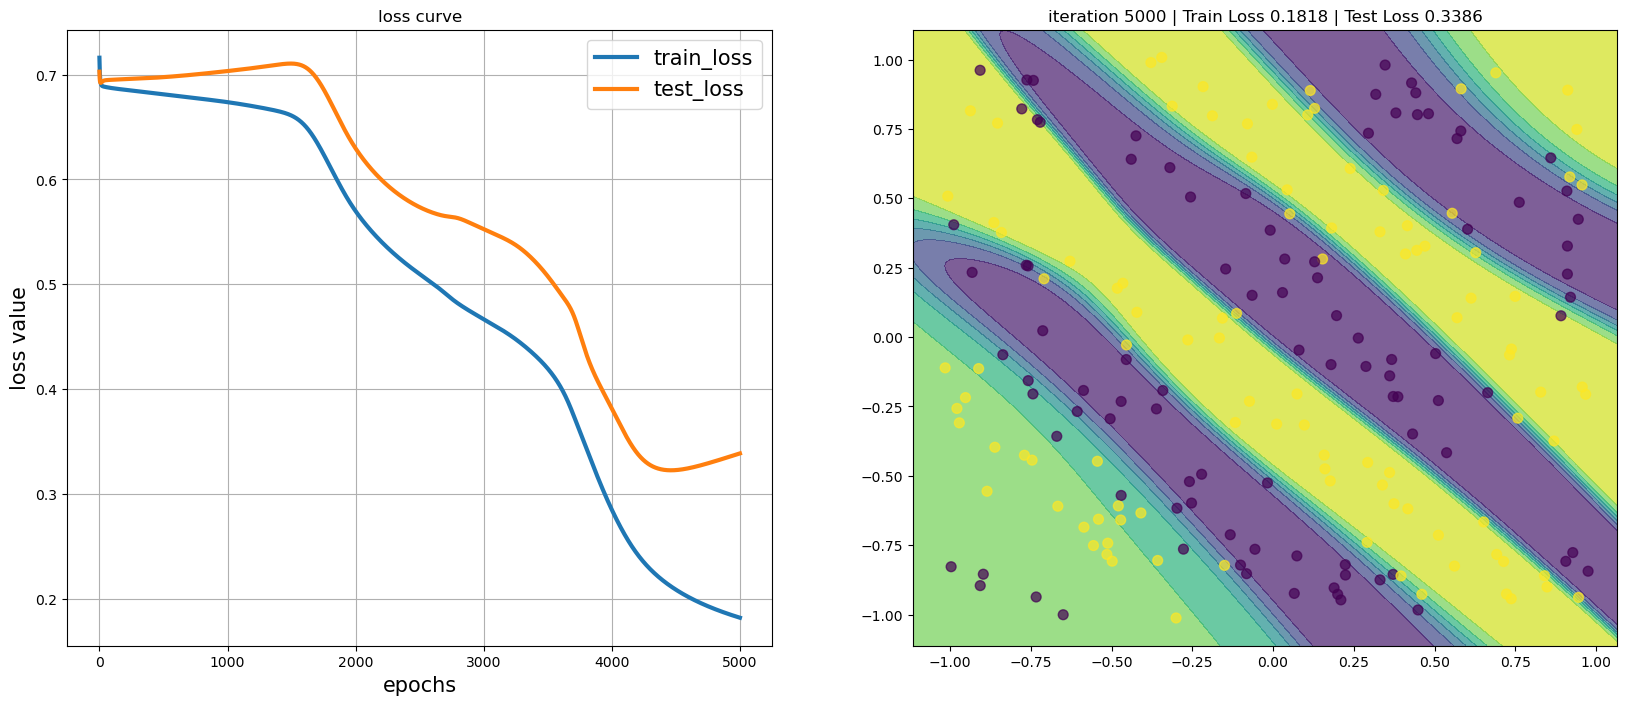 loss curve
train_loss
test_loss
loss value
0.7
0.6
0.5
0.4
0.3
0.2
0 1000 2000 3000 4000 5000
epochs
iteration 5000 | Train Loss 0.1818 | Test Loss 0.3386
1.00
0.75
0.50
0.25
0.00
−0.25
−0.50
−0.75
−1.00
−1.00 −0.75 −0.50 −0.25 0.00 0.25 0.50 0.75 1.00